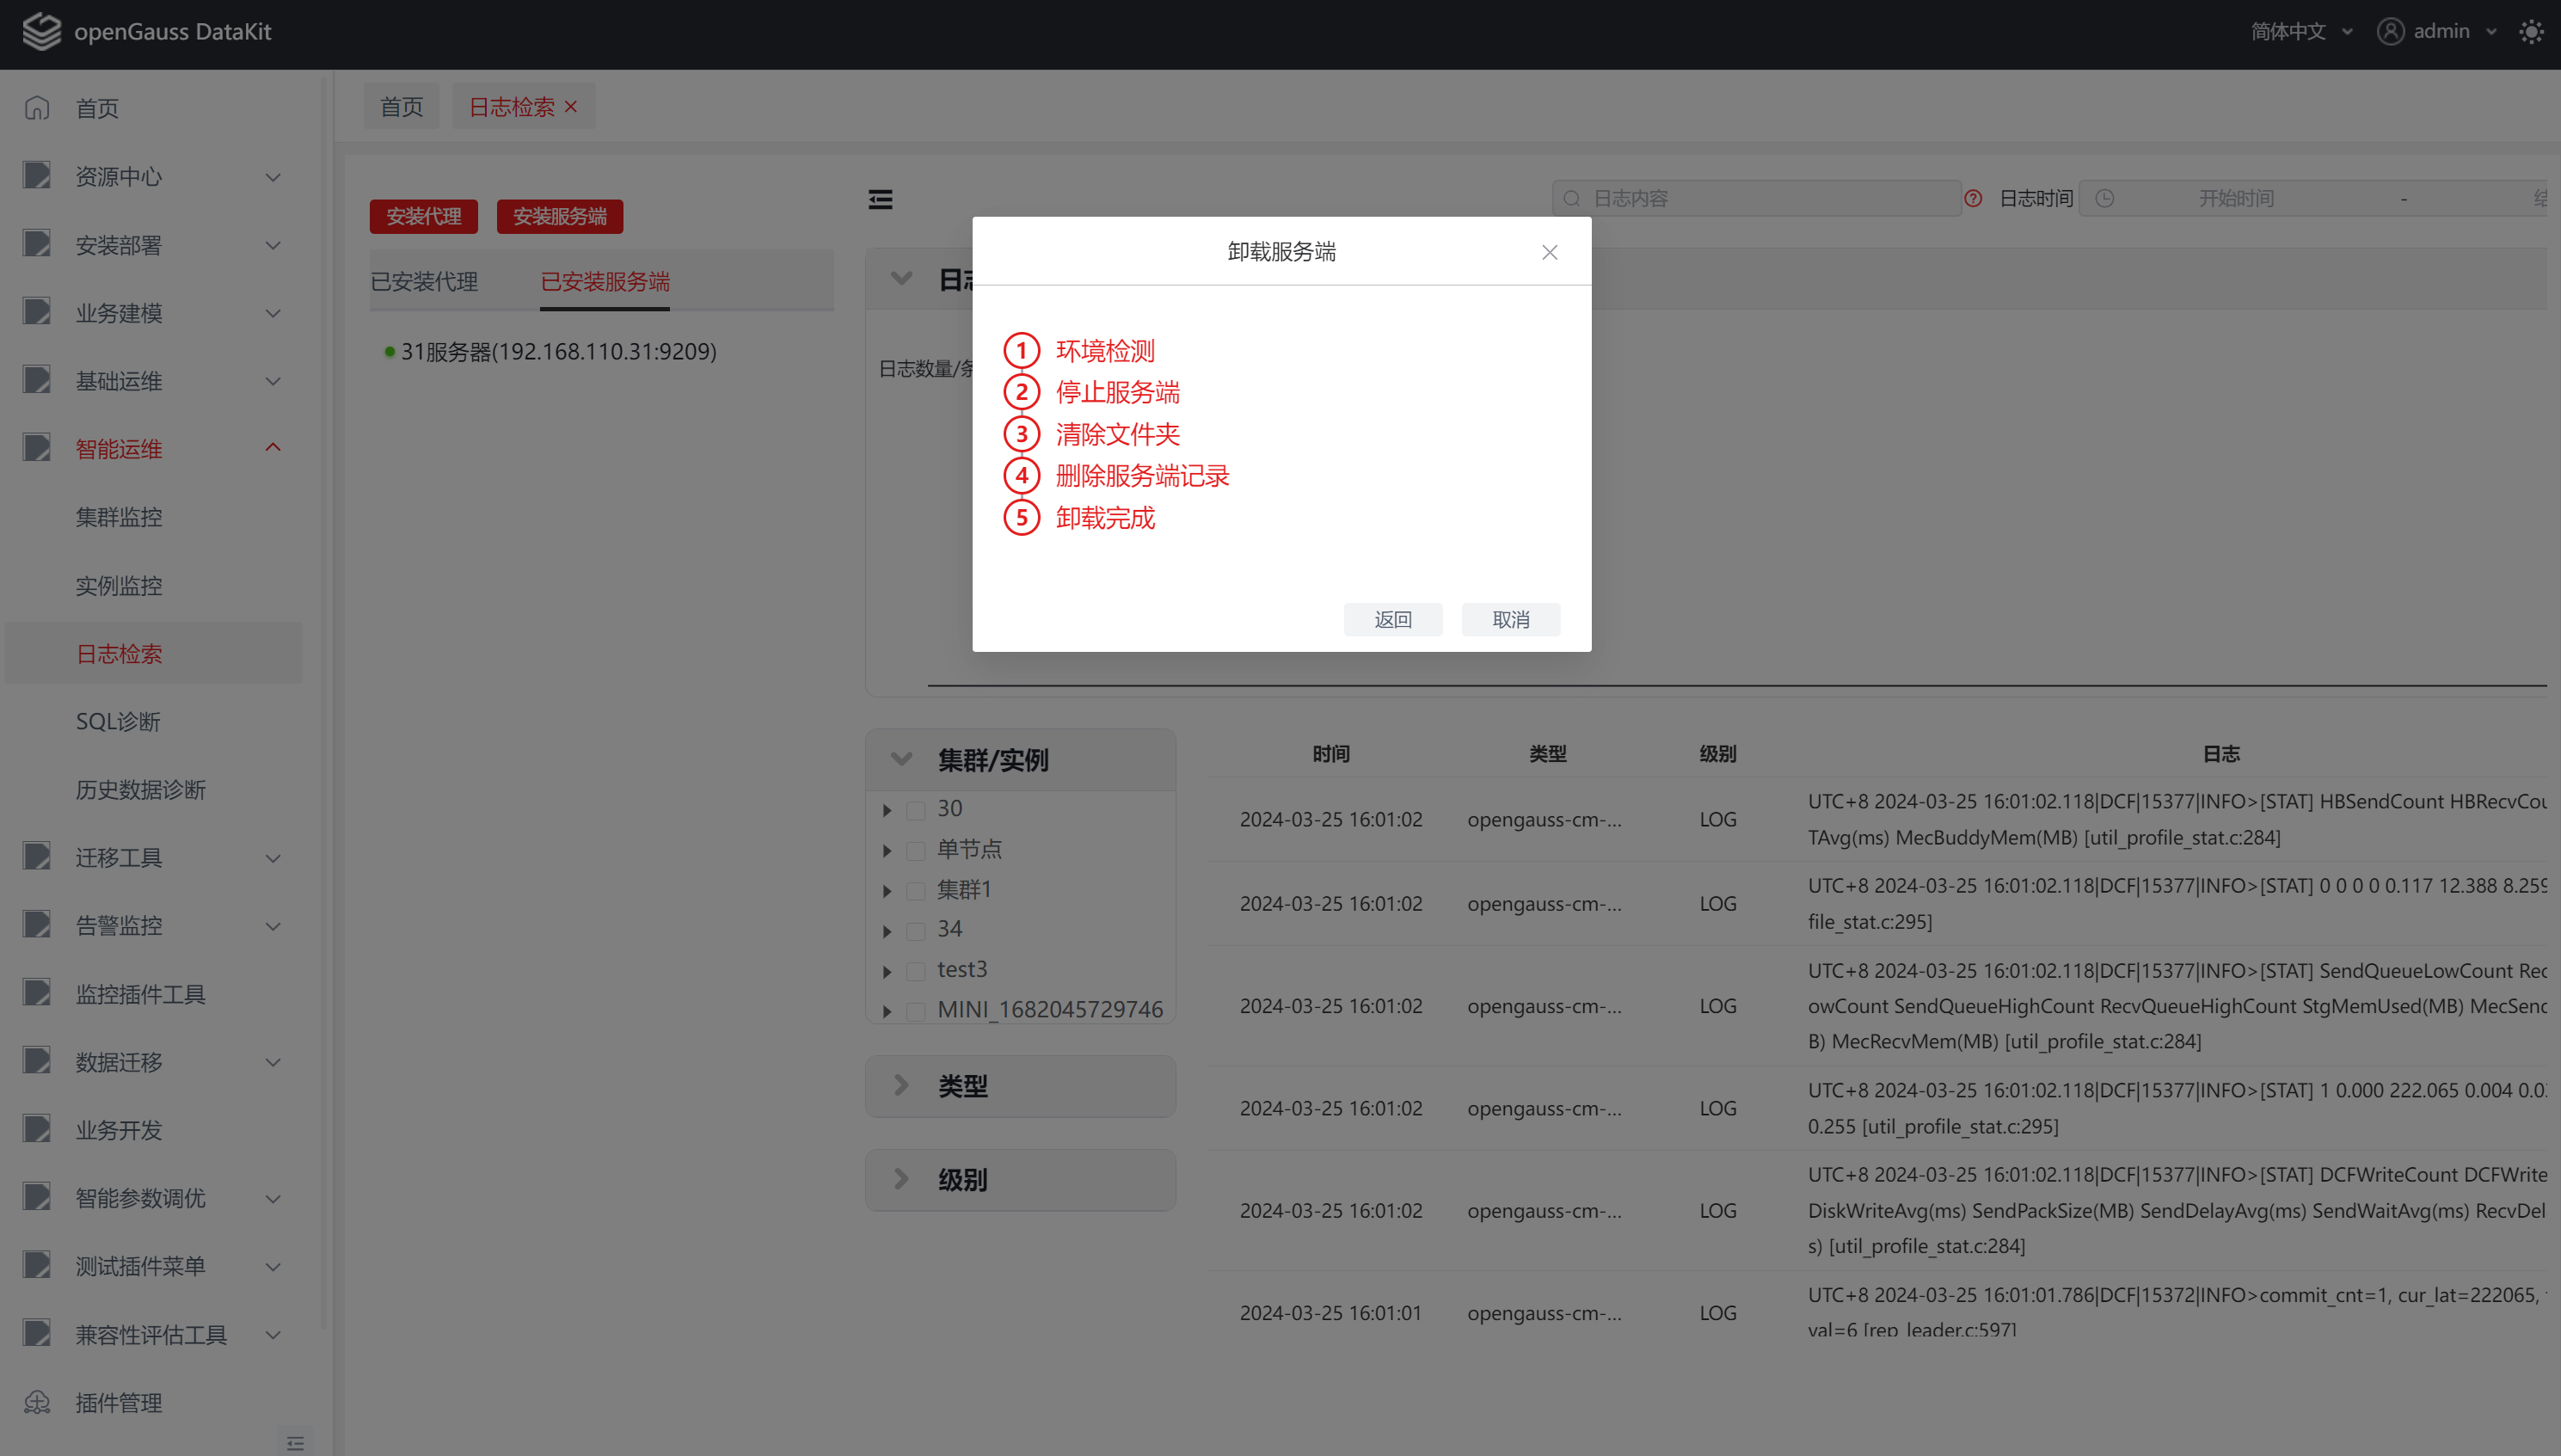 openGauss DataKit
简体中文
admin
首页
资源中心
安装部署
业务建模
基础运维
智能运维
集群监控
实例监控
日志检索
SQL诊断
历史数据诊断
迁移工具
告警监控
监控插件工具
数据迁移
业务开发
智能参数调优
测试插件菜单
兼容性评估工具
插件管理
首页 日志检索
安装代理 安装服务端
已安装代理 已安装服务端
31服务器(192.168.110.31:9209)
日志内容 日志时间 开始时间 -
日志数量/条
卸载服务端
1 环境检测
2 停止服务端
3 清除文件夹
4 删除服务端记录
5 卸载完成
返回 取消
集群/实例
30
单节点
集群1
34
test3
MINI_1682045729746
类型
级别
时间 类型 级别 日志
2024-03-25 16:01:02 opengauss-cm-... LOG UTC+8 2024-03-25 16:01:02.118|DCF|15377|INFO>[STAT] HBSendCount HBRecvCou
TAvg(ms) MecBuddyMem(MB) [util_profile_stat.c:284]
2024-03-25 16:01:02 opengauss-cm-... LOG UTC+8 2024-03-25 16:01:02.118|DCF|15377|INFO>[STAT] 0 0 0 0 0.117 12.388 8.259
file_stat.c:295]
2024-03-25 16:01:02 opengauss-cm-... LOG UTC+8 2024-03-25 16:01:02.118|DCF|15377|INFO>[STAT] SendQueueLowCount Rec
owCount SendQueueHighCount RecvQueueHighCount StgMemUsed(MB) MecSend
B) MecRecvMem(MB) [util_profile_stat.c:284]
2024-03-25 16:01:02 opengauss-cm-... LOG UTC+8 2024-03-25 16:01:02.118|DCF|15377|INFO>[STAT] 1 0.000 222.065 0.004
0.255 [util_profile_stat.c:295]
2024-03-25 16:01:02 opengauss-cm-... LOG UTC+8 2024-03-25 16:01:02.118|DCF|15377|INFO>[STAT] DCFWriteCount DCFWrite
DiskWriteAvg(ms) SendPackSize(MB) SendDelayAvg(ms) SendWaitAvg(ms) RecvDel
s) [util_profile_stat.c:284]
2024-03-25 16:01:01 opengauss-cm-... LOG UTC+8 2024-03-25 16:01:01.786|DCF|15372|INFO>commit_cnt=1, cur_lat=222065,
val=6 [rep_leader.c:597]